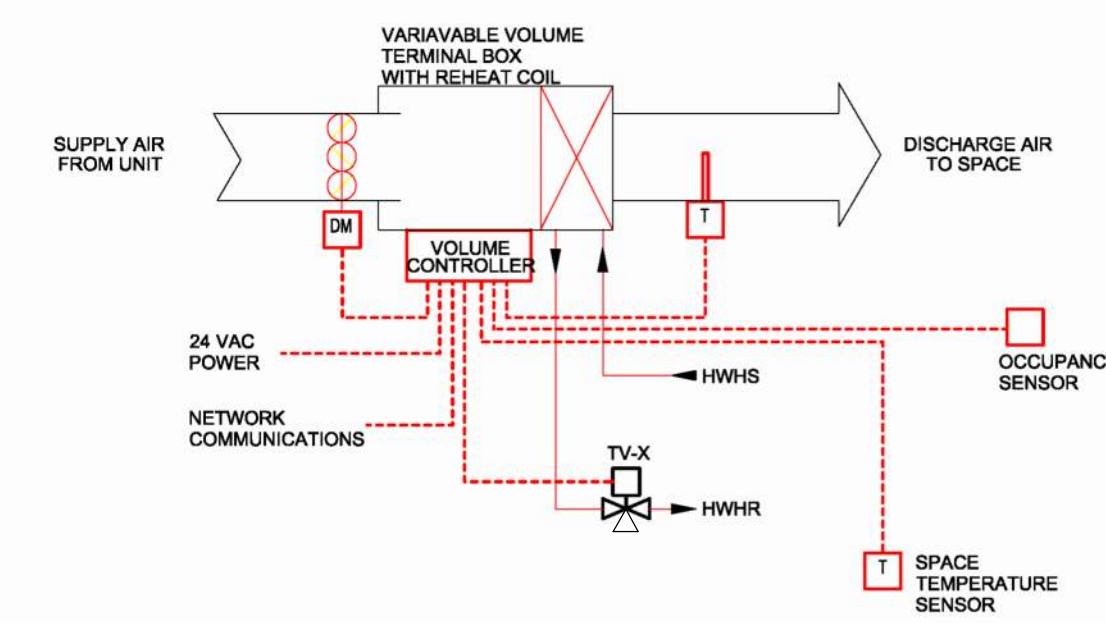 VARIAVABLE VOLUME
TERMINAL BOX
WITH REHEAT COIL
SUPPLY AIR
FROM UNIT
DISCHARGE AIR
TO SPACE
DM
T
VOLUME
CONTROLLER
24 VAC
POWER
OCCUPANC
SENSOR
HWHS
NETWORK
COMMUNICATIONS
TV-X
HWHR
T
SPACE
TEMPERATURE
SENSOR